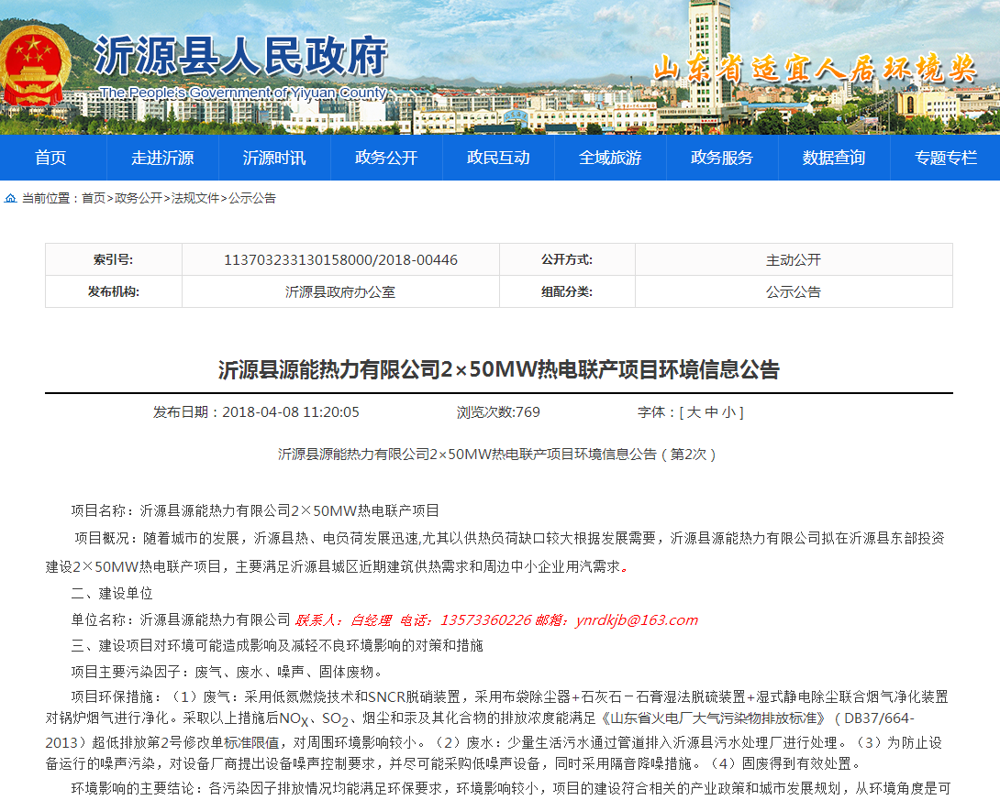 沂源县人民政府
The People's Government of Yiyuan County
山东省适宜人居环境奖
首页 走进沂源 沂源时讯 政务公开 政民互动 全域旅游 政务服务 数据查询 专题专栏
当前位置：首页>政务公开>法规文件>公示公告
索引号: 113703233130158000/2018-00446 公开方式: 主动公开
发布机构: 沂源县政府办公室 组配分类: 公示公告
沂源县源能热力有限公司2×50MW热电联产项目环境信息公告
发布日期：2018-04-08 11:20:05 浏览次数:769 字体：[ 大 中 小 ]
沂源县源能热力有限公司2×50MW热电联产项目环境信息公告（第2次）
项目名称：沂源县源能热力有限公司2×50MW热电联产项目
项目概况：随着城市的发展，沂源县热、电负荷发展迅速,尤其以供热负荷缺口较大根据发展需要，沂源县源能热力有限公司拟在沂源县东部投资
建设2×50MW热电联产项目，主要满足沂源县城区近期建筑供热需求和周边中小企业用汽需求。
二、建设单位
单位名称：沂源县源能热力有限公司 联系人：白经理 电话：13573360226 邮箱：ynrdkjb@163.com
三、建设项目对环境可能造成影响及减轻不良环境影响的对策和措施
项目主要污染因子：废气、废水、噪声、固体废物。
项目环保措施：（1）废气：采用低氮燃烧技术和SNCR脱硝装置，采用布袋除尘器+石灰石－石膏湿法脱硫装置+湿式静电除尘联合烟气净化装置
对锅炉烟气进行净化。采取以上措施后NOX、SO2、烟尘和汞及其化合物的排放浓度能满足《山东省火电厂大气污染物排放标准》（DB37/664-
2013）超低排放第2号修改单标准限值，对周围环境影响较小。（2）废水：少量生活污水通过管道排入沂源县污水处理厂进行处理。（3）为防止设
备运行的噪声污染，对设备厂商提出设备噪声控制要求，并尽可能采购低噪声设备，同时采用隔音降噪措施。（4）固废得到有效处置。
环境影响的主要结论：各污染因子排放情况均能满足环保要求，环境影响较小，项目的建设符合相关的产业政策和城市发展规划，从环境角度是可